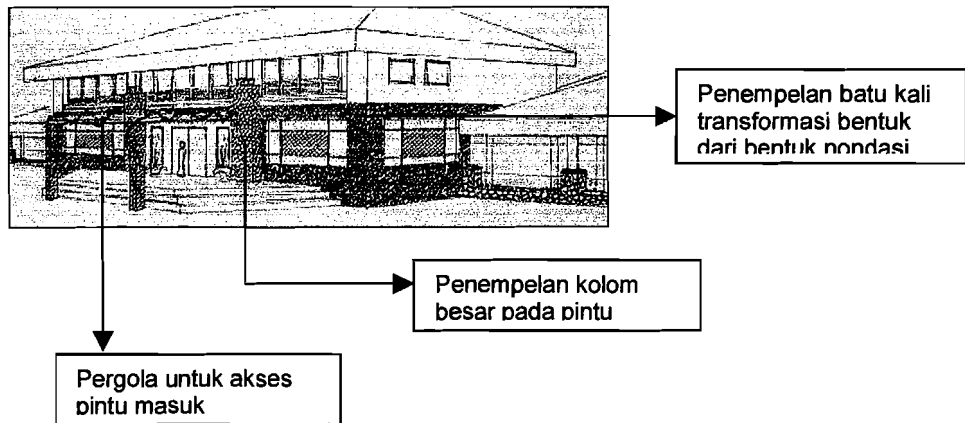 Penempelan batu kali
transformasi bentuk
dari bentuk pondasi
Penempelan kolom
besar pada pintu
Pergola untuk akses
pintu masuk